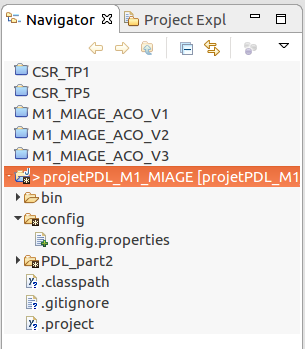 Navigator
Project Expl
CSR_TP1
CSR_TP5
M1_MIAGE_ACO_V1
M1_MIAGE_ACO_V2
M1_MIAGE_ACO_V3
> projetPDL_M1_MIAGE [projetPDL_M1
bin
config
config.properties
PDL_part2
.classpath
.gitignore
.project